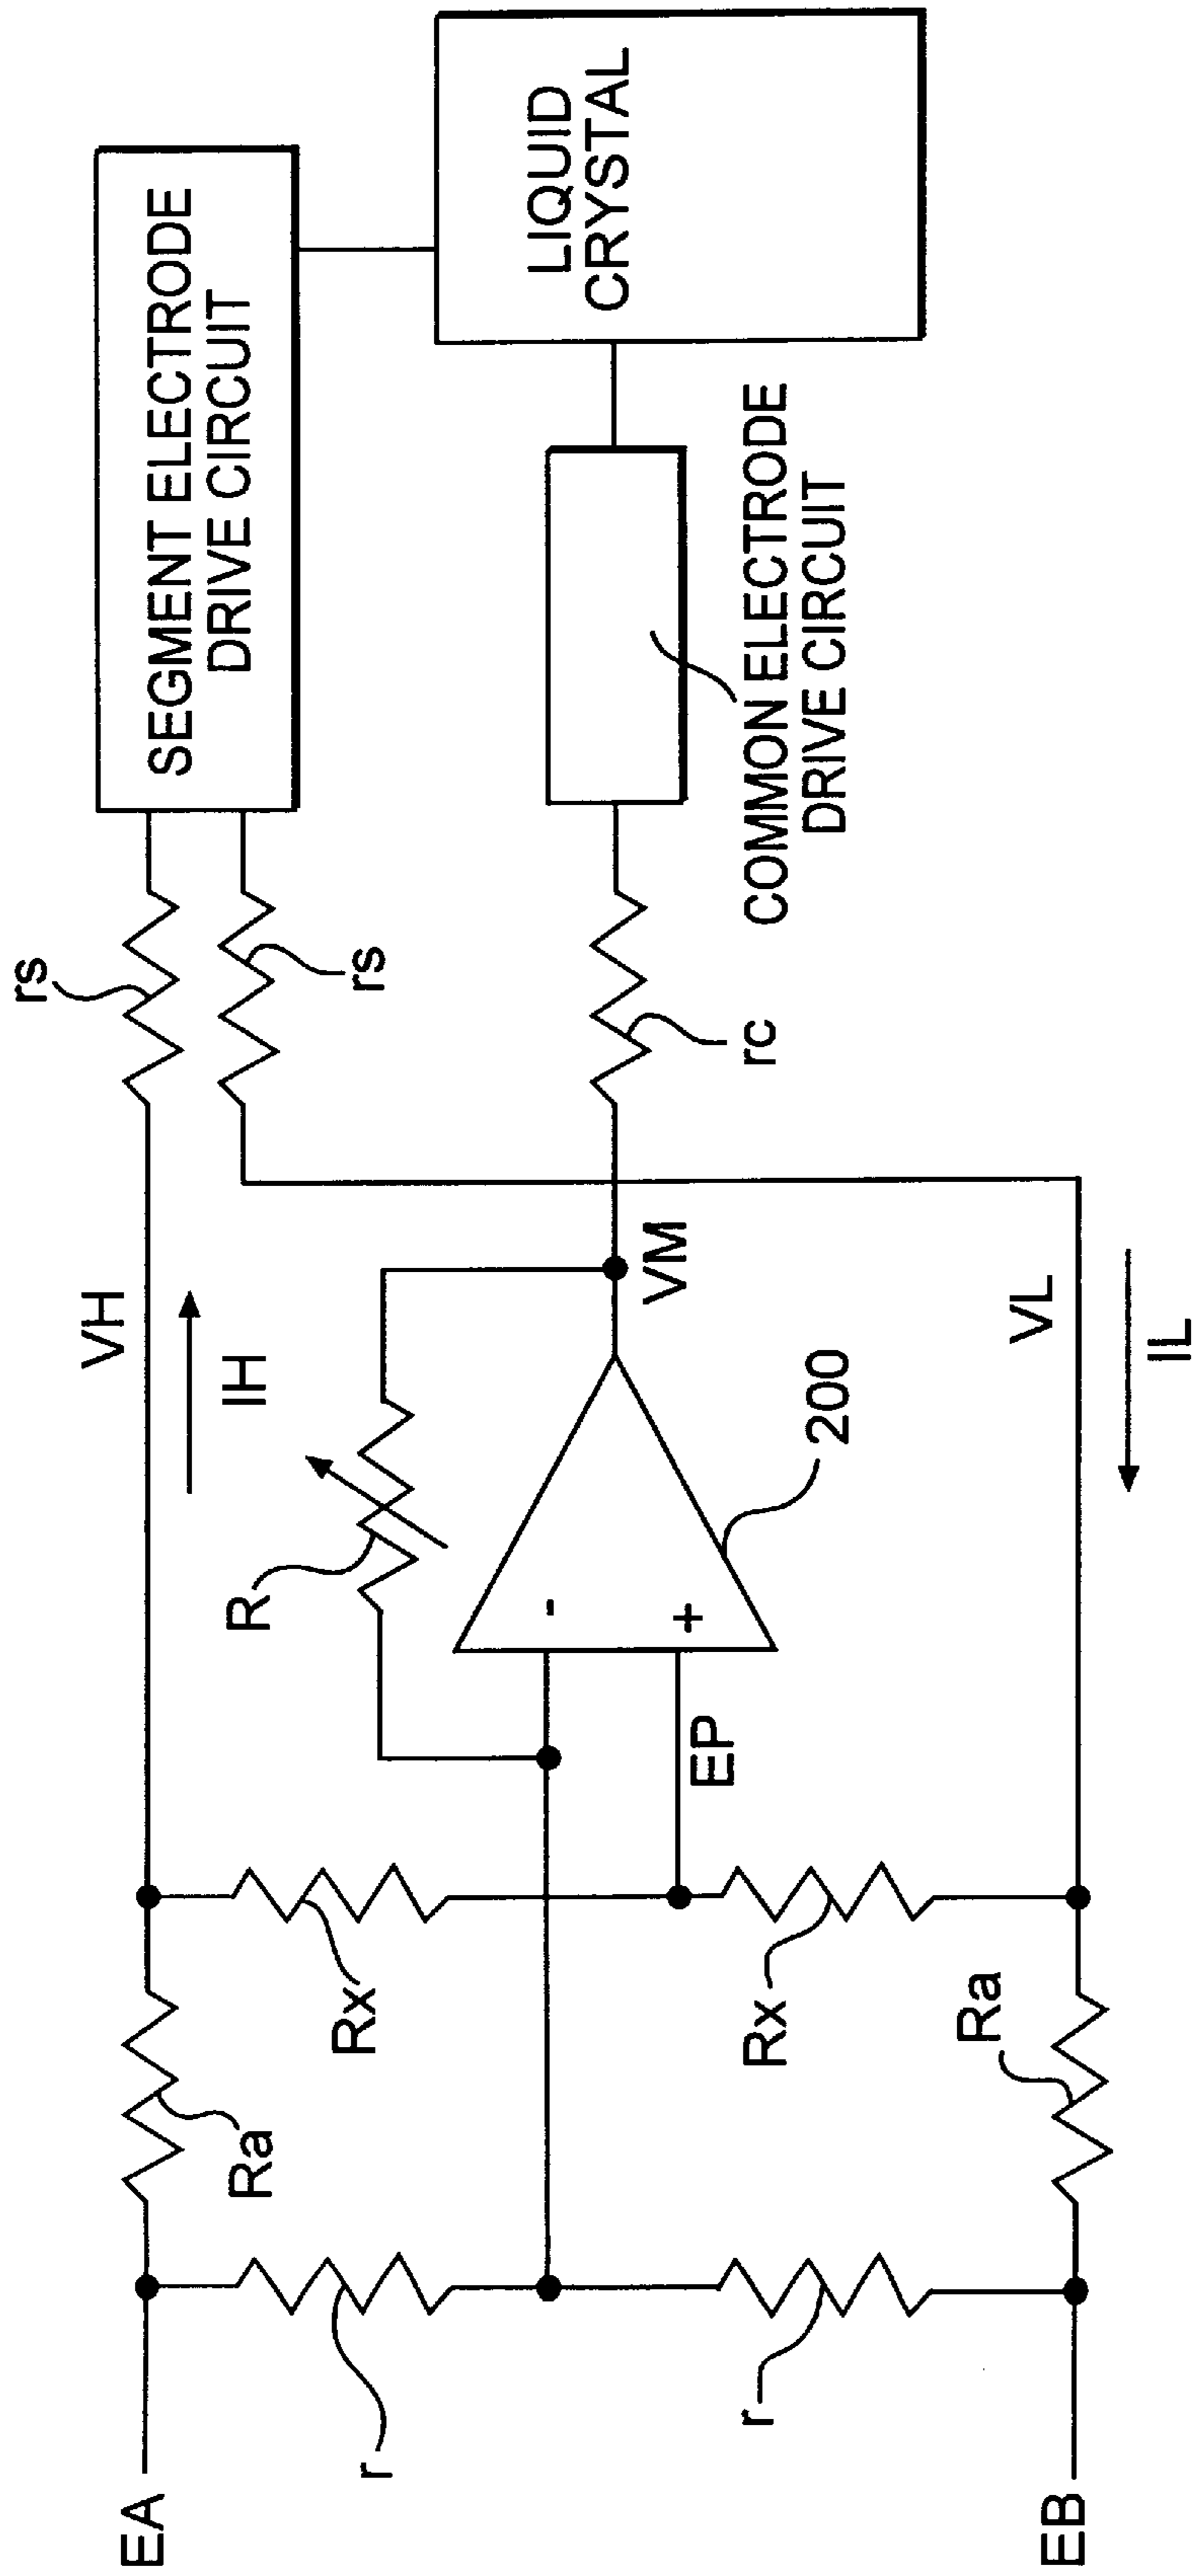 rs
SEGMENT ELECTRODE
DRIVE CIRCUIT
LIQUID
CRYSTAL
rs
COMMON ELECTRODE
DRIVE CIRCUIT
rc
VH
IH
VM
VL
IL
R
-
+
200
EP
Rx
Rx
Ra
Ra
r
r
EA
EB